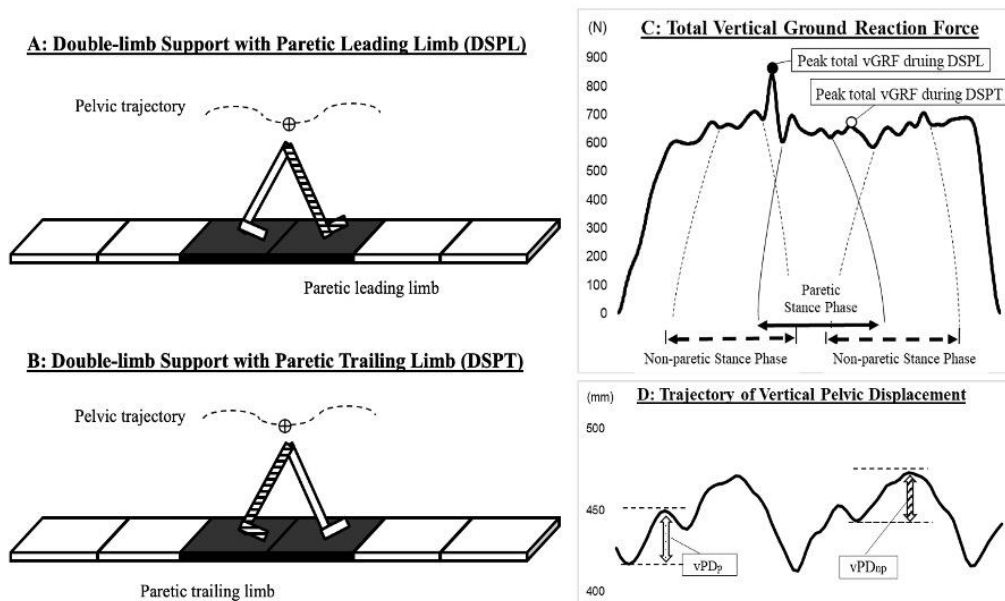 A: Double-limb Support with Paretic Leading Limb (DSPL)
Pelvic trajectory
Paretic leading limb
B: Double-limb Support with Paretic Trailing Limb (DSPT)
Pelvic trajectory
Paretic trailing limb
(N)
C: Total Vertical Ground Reaction Force
900
800
700
600
500
400
300
200
100
0
Peak total vGRF druing DSPL
Peak total vGRF during DSPT
Paretic
Stance Phase
Non-paretic Stance Phase
Non-paretic Stance Phase
(mm)
D: Trajectory of Vertical Pelvic Displacement
500
450
400
vPDp
vPDnp